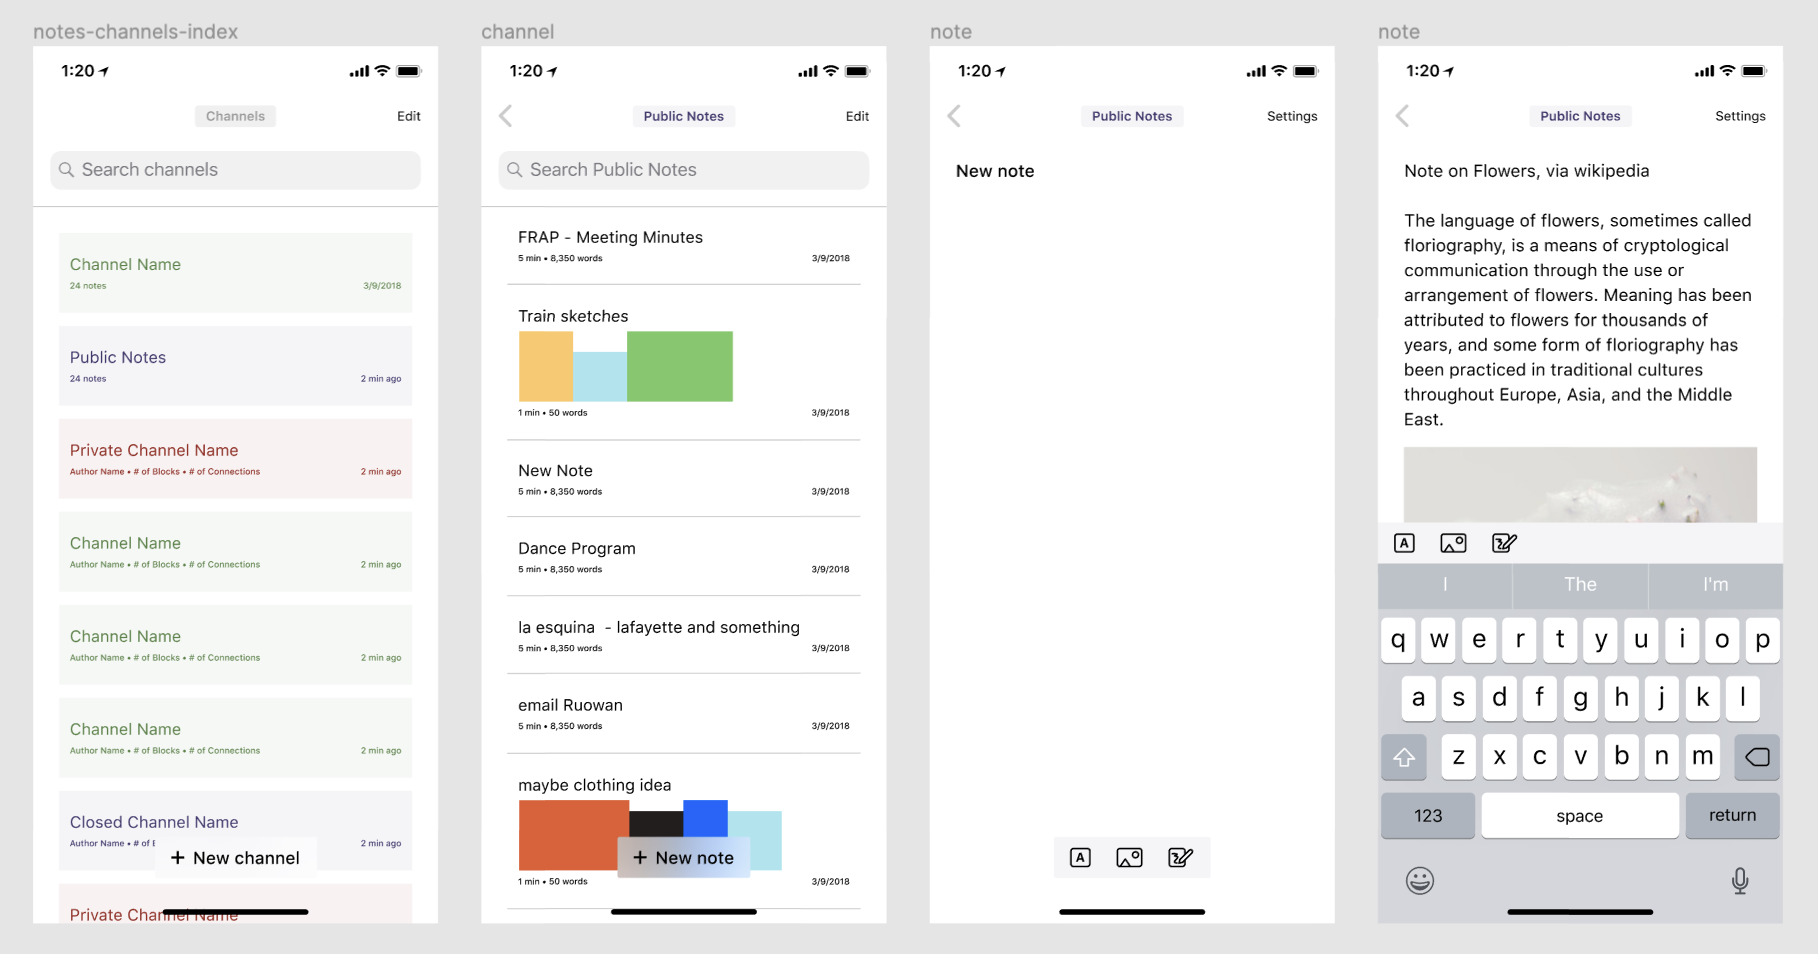 notes-channels-index
1:20
Channels
Edit
Search channels
Channel Name
24 notes
3/9/2018
Public Notes
24 notes
2 min ago
Private Channel Name
Author Name • # of Blocks • # of Connections
2 min ago
Channel Name
Author Name • # of Blocks • # of Connections
2 min ago
Channel Name
Author Name • # of Blocks • # of Connections
2 min ago
Channel Name
Author Name • # of Blocks • # of Connections
2 min ago
Closed Channel Name
Author Name • # of
2 min ago
+ New channel
Private Channel Name
channel
1:20
Public Notes
Edit
Search Public Notes
FRAP - Meeting Minutes
5 min • 8,350 words
3/9/2018
Train sketches
1 min • 50 words
3/9/2018
New Note
5 min • 8,350 words
3/9/2018
Dance Program
5 min • 8,350 words
3/9/2018
la esquina - lafayette and something
5 min • 8,350 words
3/9/2018
email Ruowan
5 min • 8,350 words
3/9/2018
maybe clothing idea
+ New note
1 min • 50 words
3/9/2018
note
1:20
Public Notes
Settings
New note
A
note
1:20
Public Notes
Settings
Note on Flowers, via wikipedia
The language of flowers, sometimes called
floriography, is a means of cryptological
communication through the use or
arrangement of flowers. Meaning has been
attributed to flowers for thousands of
years, and some form of floriography has
been practiced in traditional cultures
throughout Europe, Asia, and the Middle
East.
A
I The I'm
q w e r t y u i o p
a s d f g h j k l
z x c v b n m
123 space return